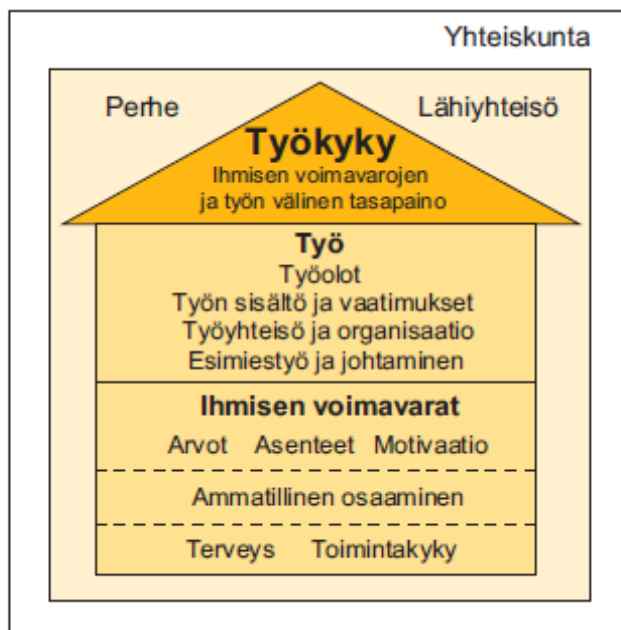 Yhteiskunta
Perhe Lähiyhteisö
Työkyky
Ihmisen voimavarojen
ja työn välinen tasapaino
Työ
Työolot
Työn sisältö ja vaatimukset
Työyhteisö ja organisaatio
Esimiestyö ja johtaminen
Ihmisen voimavarat
Arvot Asenteet Motivaatio
Ammatillinen osaaminen
Terveys Toimintakyky